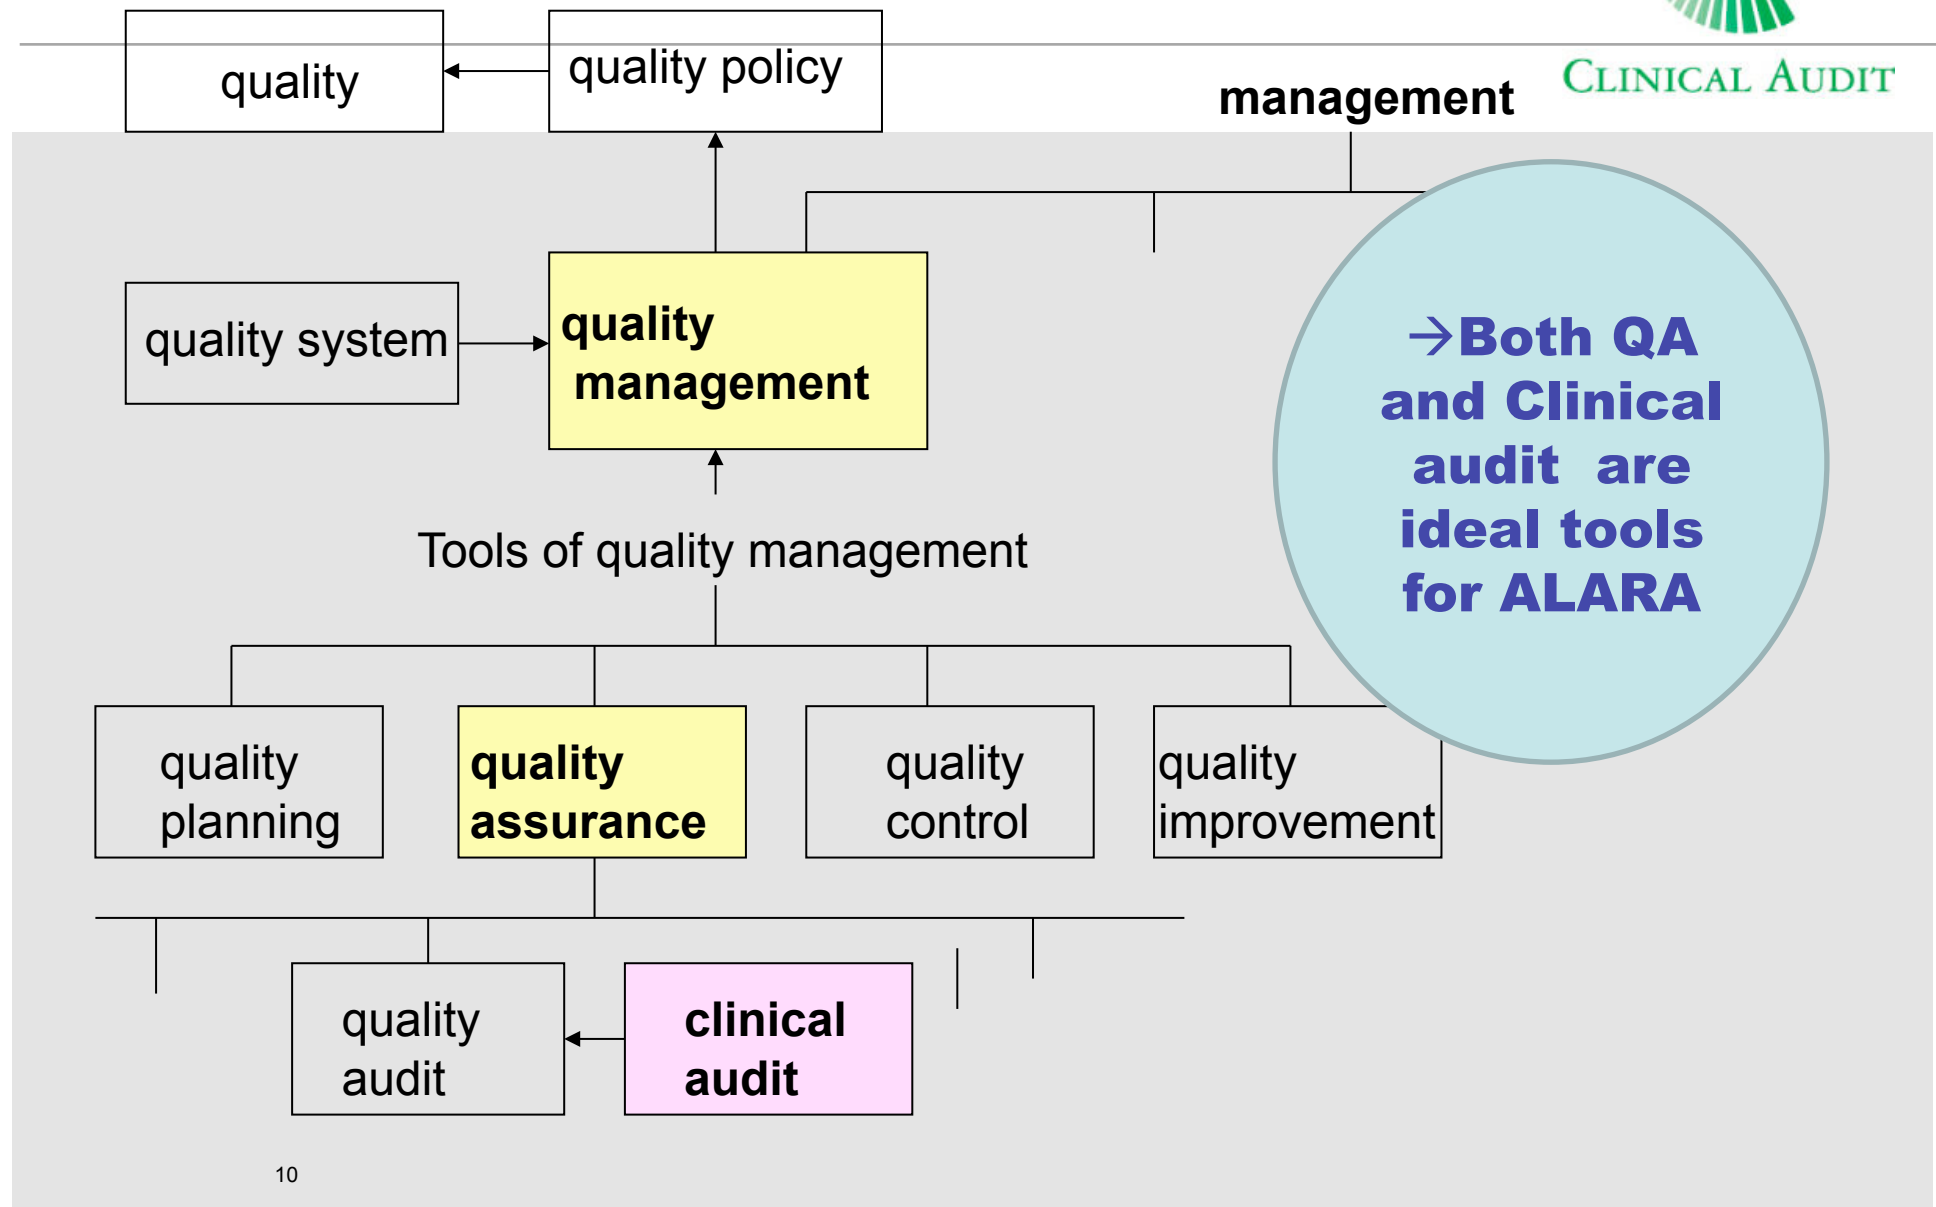 quality
quality policy
management
CLINICAL AUDIT
quality system
quality
management
→Both QA
and Clinical
audit are
ideal tools
for ALARA
Tools of quality management
quality
planning
quality
assurance
quality
control
quality
improvement
quality
audit
clinical
audit
10